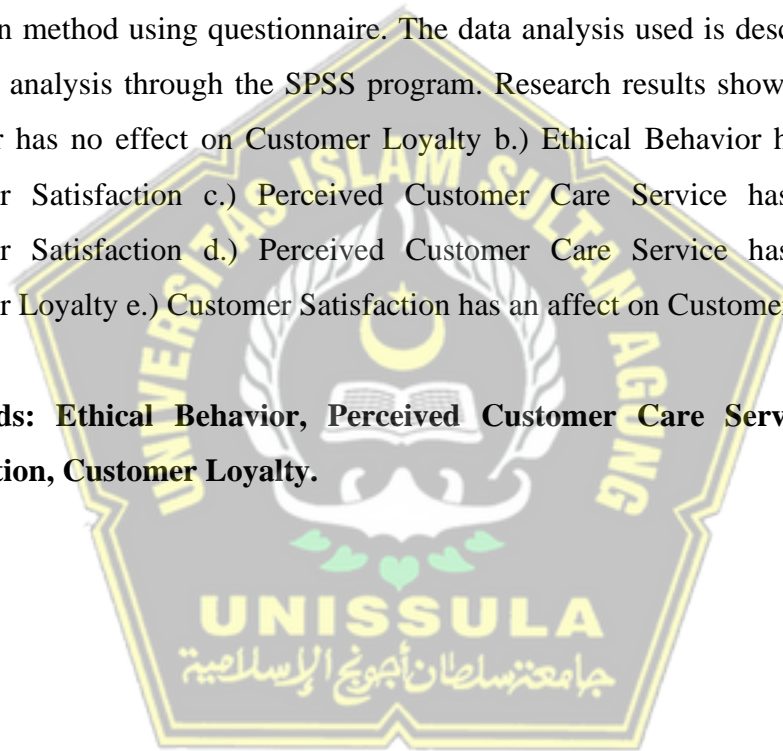 n method using questionnaire. The data analysis used is desc
analysis through the SPSS program. Research results show
r has no effect on Customer Loyalty b.) Ethical Behavior h
r Satisfaction c.) Perceived Customer Care Service has
r Satisfaction d.) Perceived Customer Care Service has
r Loyalty e.) Customer Satisfaction has an affect on Custome
ds: Ethical Behavior, Perceived Customer Care Serv
tion, Customer Loyalty.
UNIVERSITAS ISLAM SULTAN AGUNG
UNISSULA
جامعة سلطان أجونج الإسلامية